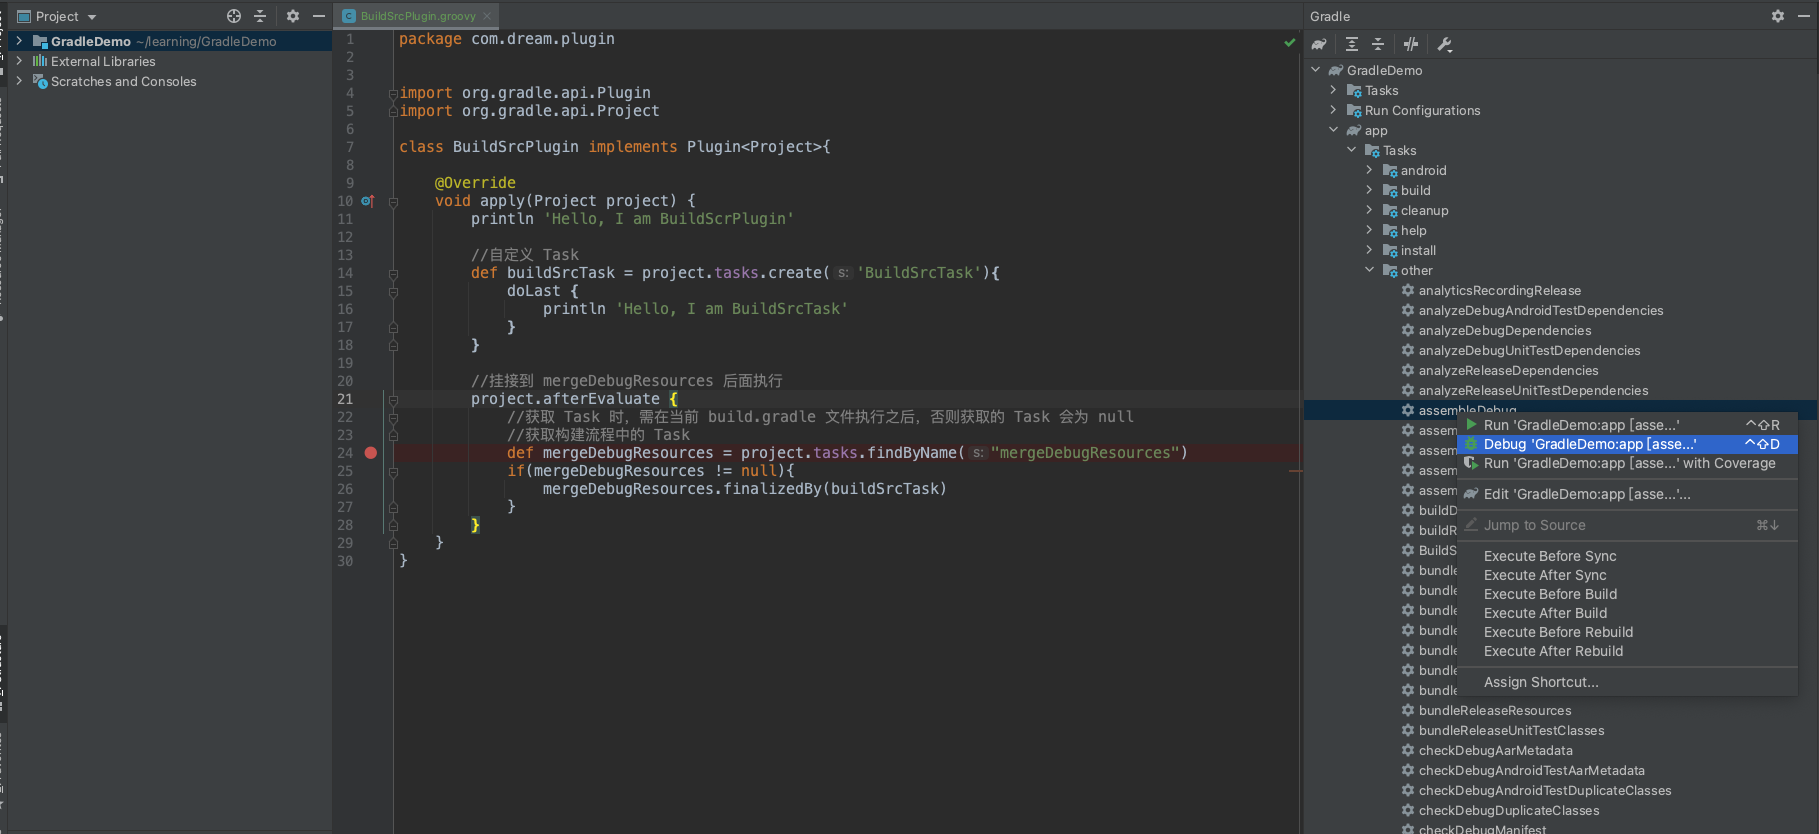 Project
GradleDemo ~/learning/GradleDemo
External Libraries
Scratches and Consoles
BuildSrcPlugin.groovy
1 package com.dream.plugin
2
3
4 import org.gradle.api.Plugin
5 import org.gradle.api.Project
6
7 class BuildSrcPlugin implements Plugin<Project>{
8
9 @Override
10 void apply(Project project) {
11 println 'Hello, I am BuildScrPlugin'
12
13 //自定义 Task
14 def buildSrcTask = project.tasks.create( s: 'BuildSrcTask'){
15 doLast {
16 println 'Hello, I am BuildSrcTask'
17 }
18 }
19
20 //挂接到 mergeDebugResources 后面执行
21 project.afterEvaluate {
22 //获取 Task 时，需在当前 build.gradle 文件执行之后，否则获取的 Task 会为 null
23 //获取构建流程中的 Task
24 def mergeDebugResources = project.tasks.findByName( s: "mergeDebugResources")
25 if(mergeDebugResources != null){
26 mergeDebugResources.finalizedBy(buildSrcTask)
27 }
28 }
29 }
30 }
Gradle
GradleDemo
Tasks
Run Configurations
app
Tasks
android
build
cleanup
help
install
other
analyticsRecordingRelease
analyzeDebugAndroidTestDependencies
analyzeDebugDependencies
analyzeDebugUnitTestDependencies
analyzeReleaseDependencies
analyzeReleaseUnitTestDependencies
assembleDebug
assem
assem
assem
assem
buildD
buildR
BuildS
bundle
bundle
bundle
bundle
bundle
bundle
bundle
bundleReleaseResources
bundleReleaseUnitTestClasses
checkDebugAarMetadata
checkDebugAndroidTestAarMetadata
checkDebugAndroidTestDuplicateClasses
checkDebugDuplicateClasses
checkDebugManifest
Run 'GradleDemo:app [asse...' ^⇧R
Debug 'GradleDemo:app [asse...' ^⇧D
Run 'GradleDemo:app [asse...' with Coverage
Edit 'GradleDemo:app [asse...'...
Jump to Source ⌘↓
Execute Before Sync
Execute After Sync
Execute Before Build
Execute After Build
Execute Before Rebuild
Execute After Rebuild
Assign Shortcut...